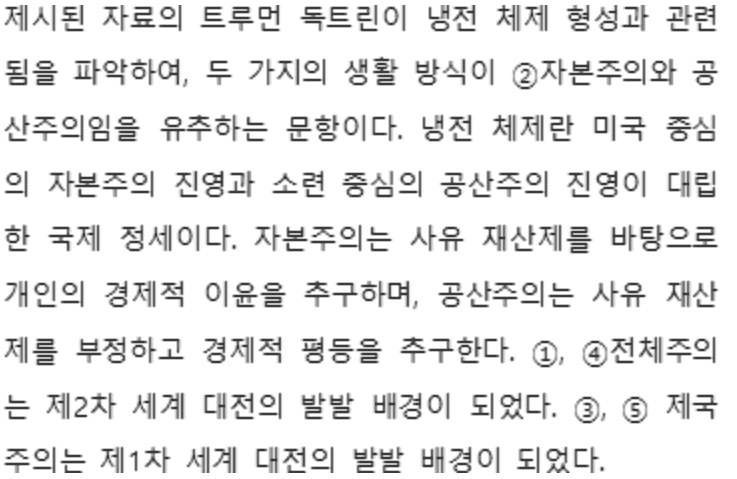 제시된 자료의 트루먼 독트린이 냉전 체제 형성과 관련
됨을 파악하여, 두 가지의 생활 방식이 ②자본주의와 공
산주의임을 유추하는 문항이다. 냉전 체제란 미국 중심
의 자본주의 진영과 소련 중심의 공산주의 진영이 대립
한 국제 정세이다. 자본주의는 사유 재산제를 바탕으로
개인의 경제적 이윤을 추구하며, 공산주의는 사유 재산
제를 부정하고 경제적 평등을 추구한다. ①, ④전체주의
는 제2차 세계 대전의 발발 배경이 되었다. ③, ⑤ 제국
주의는 제1차 세계 대전의 발발 배경이 되었다.